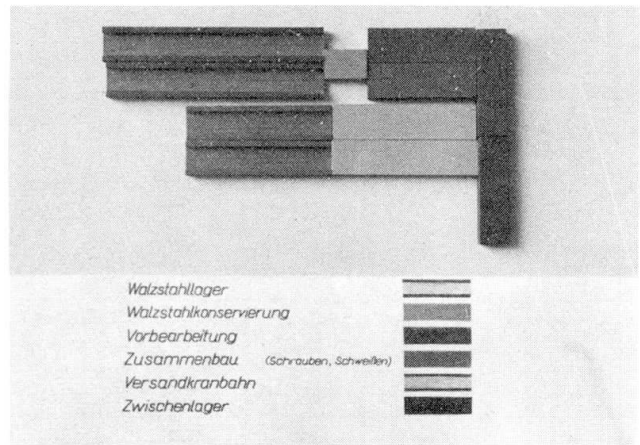 Walzstahllager
Walzstahlkonservierung
Vorbearbeitung
Zusammenbau (Schrauben, Schweißen)
Versandkranbahn
Zwischenlager